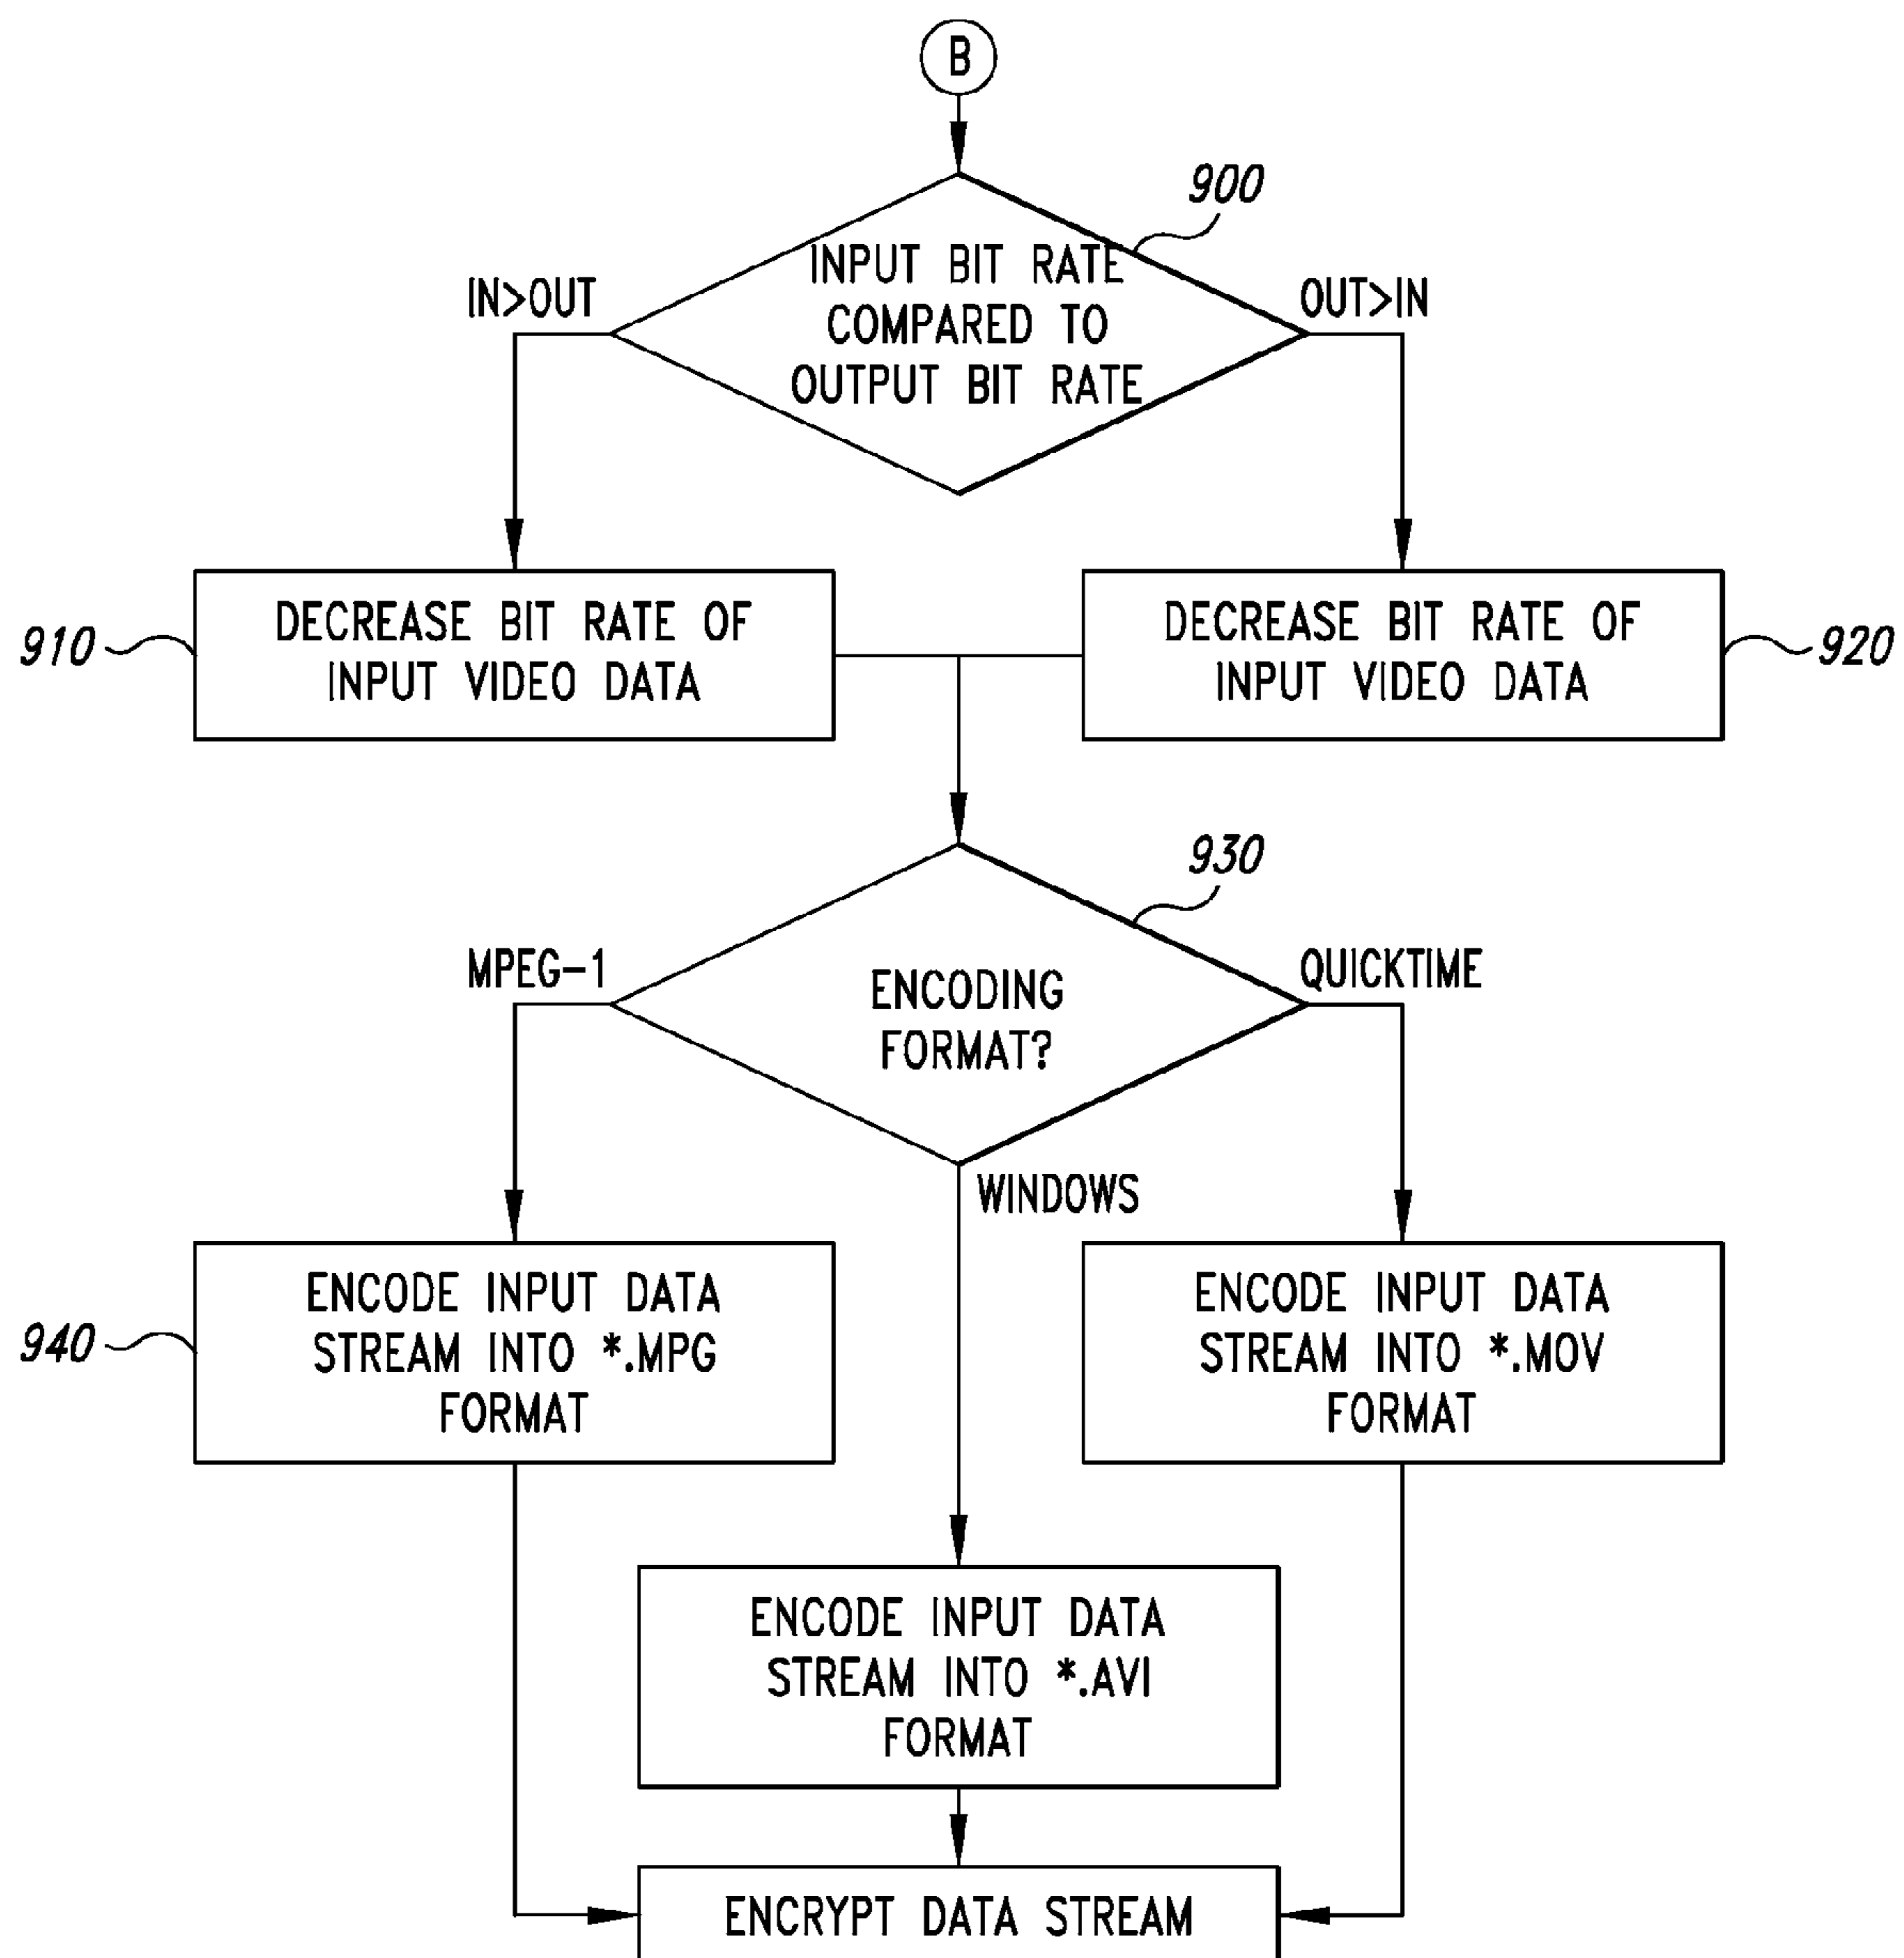 B
900
INPUT BIT RATE
COMPARED TO
OUTPUT BIT RATE
IN>OUT
OUT>IN
910
DECREASE BIT RATE OF
INPUT VIDEO DATA
DECREASE BIT RATE OF
INPUT VIDEO DATA
920
930
ENCODING
FORMAT?
MPEG-1
QUICKTIME
WINDOWS
940
ENCODE INPUT DATA
STREAM INTO *.MPG
FORMAT
ENCODE INPUT DATA
STREAM INTO *.MOV
FORMAT
ENCODE INPUT DATA
STREAM INTO *.AVI
FORMAT
ENCRYPT DATA STREAM